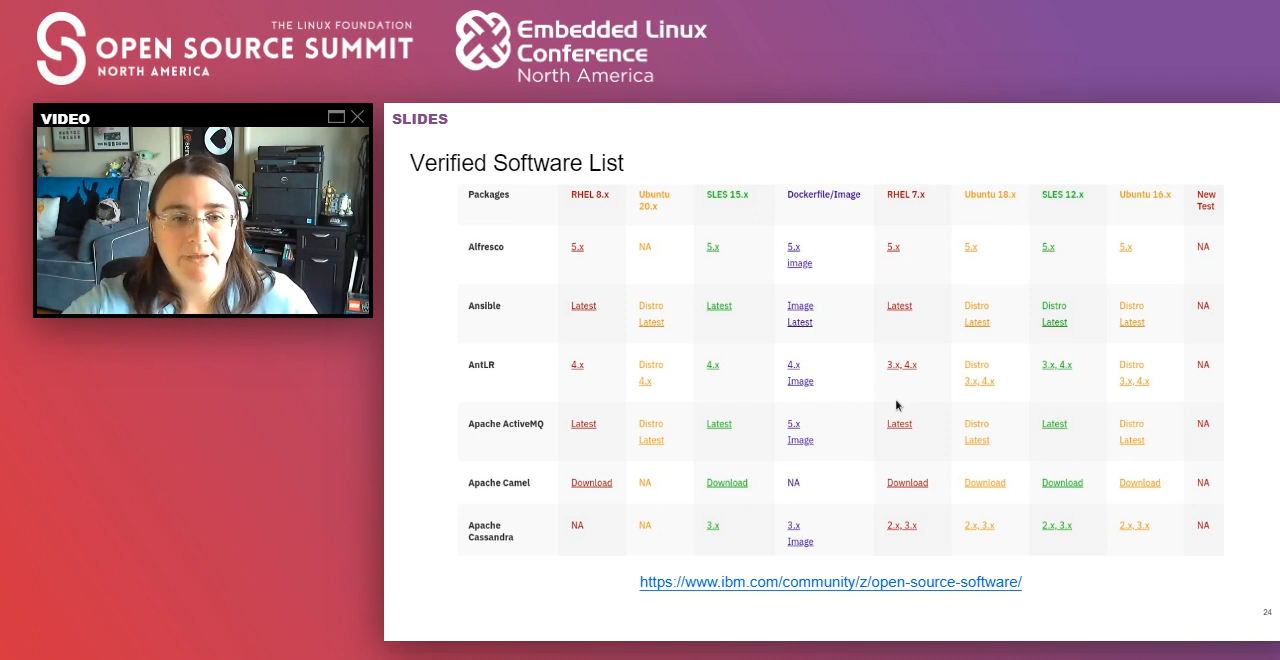 THE LINUX FOUNDATION
OPEN SOURCE SUMMIT
NORTH AMERICA
Embedded Linux
Conference
North America
VIDEO
SLIDES
Verified Software List
Packages RHEL 8.x Ubuntu 20.x SLES 15.x Dockerfile/Image RHEL 7.x Ubuntu 18.x SLES 12.x Ubuntu 16.x New Test
Alfresco 5.x NA 5.x 5.x image 5.x 5.x 5.x 5.x NA
Ansible Latest Distro Latest Latest Image Latest Latest Distro Latest Distro Latest Distro Latest NA
AntLR 4.x Distro 4.x 4.x 4.x Image 3.x, 4.x Distro 3.x, 4.x 3.x, 4.x Distro 3.x, 4.x NA
Apache ActiveMQ Latest Distro Latest Latest 5.x Image Latest Distro Latest Latest Distro Latest NA
Apache Camel Download NA Download NA Download Download Download Download NA
Apache Cassandra NA NA 3.x 3.x Image 2.x, 3.x 2.x, 3.x 2.x, 3.x 2.x, 3.x NA
https://www.ibm.com/community/z/open-source-software/
24